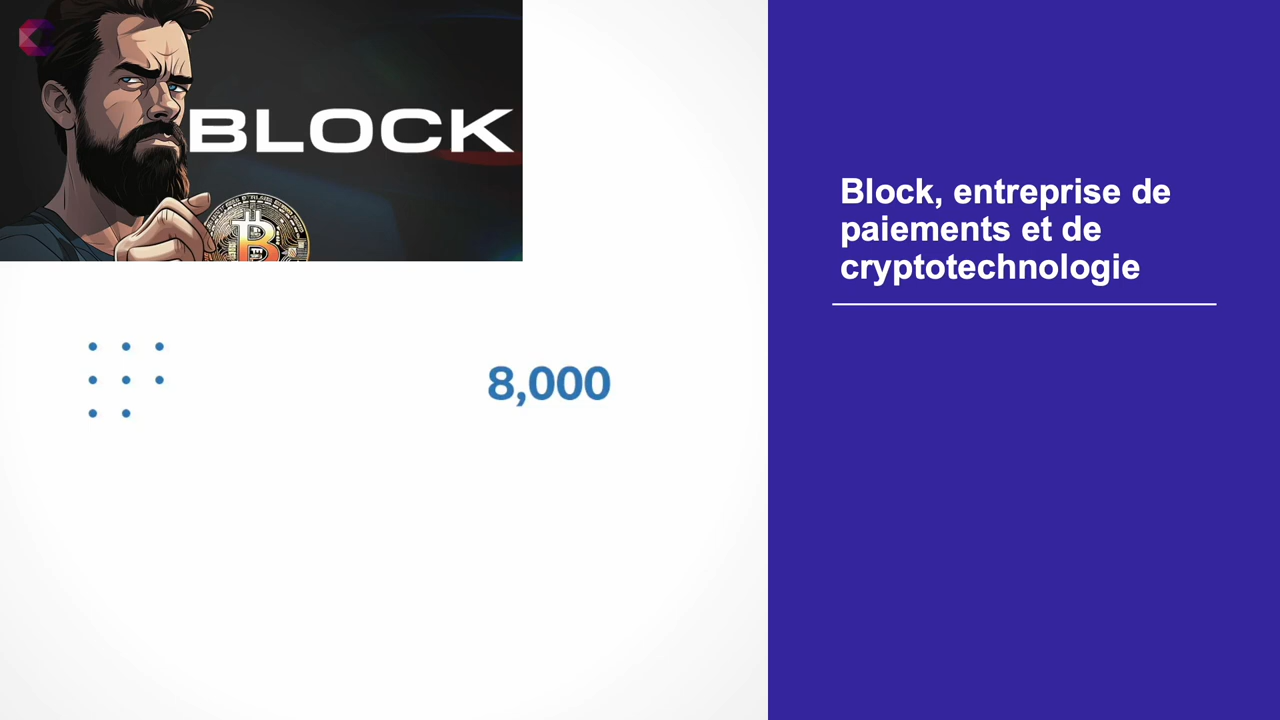 BLOCK
Block, entreprise de
paiements et de
cryptotechnologie
8,000